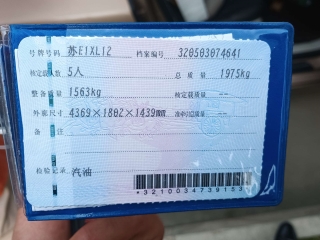 号牌号码 苏E1XL12 档案编号 320503074641
核定载人数 5人 总质量 1975kg
整备质量 1563kg 核定载质量 --
外廓尺寸 4369×1802×1439mm 准牵引总质量 --
备注
检验记录 汽油
*3210034739153*